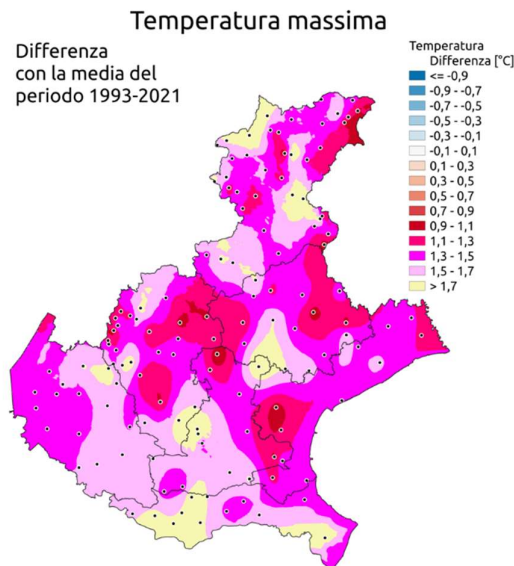 Temperatura massima
Differenza
con la media del
periodo 1993-2021
Temperatura
Differenza [°C]
<= -0,9
-0,9 - -0,7
-0,7 - -0,5
-0,5 - -0,3
-0,3 - -0,1
-0,1 - 0,1
0,1 - 0,3
0,3 - 0,5
0,5 - 0,7
0,7 - 0,9
0,9 - 1,1
1,1 - 1,3
1,3 - 1,5
1,5 - 1,7
> 1,7